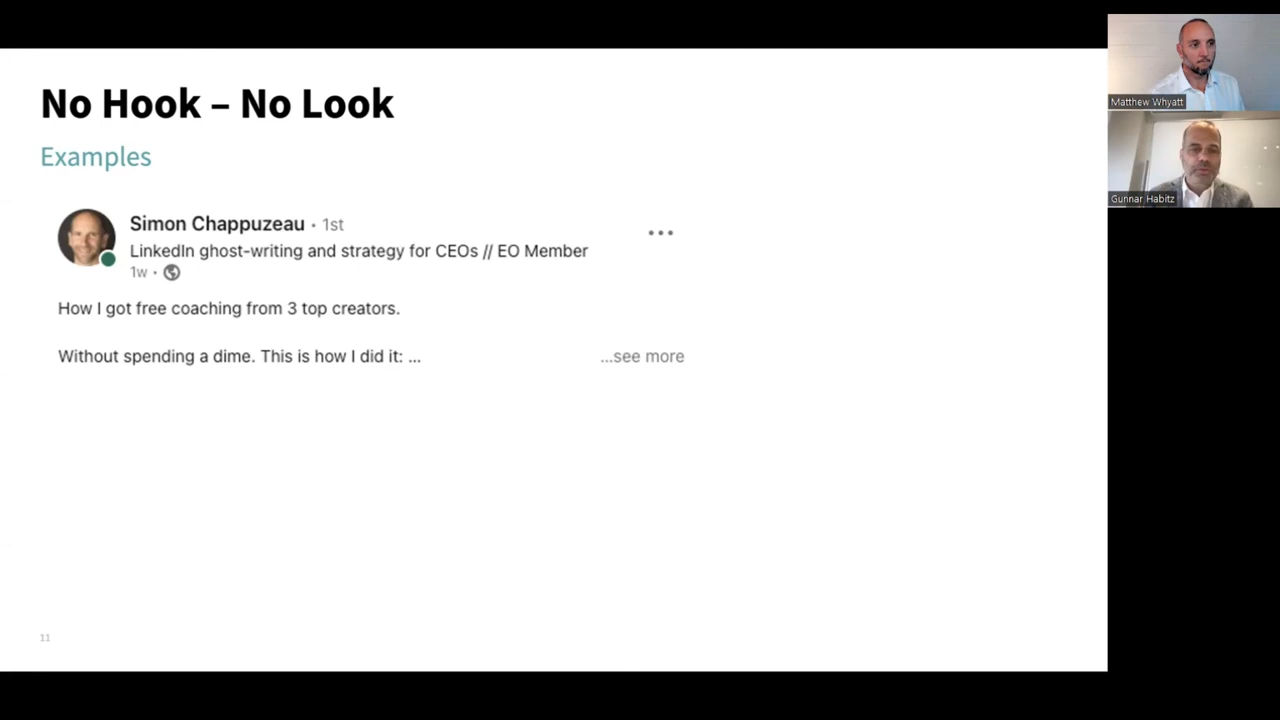 No Hook – No Look
Examples
Simon Chappuzeau • 1st
LinkedIn ghost-writing and strategy for CEOs // EO Member
1w •
How I got free coaching from 3 top creators.
Without spending a dime. This is how I did it: ...
...see more
11
Matthew Whyatt
Gunnar Habitz